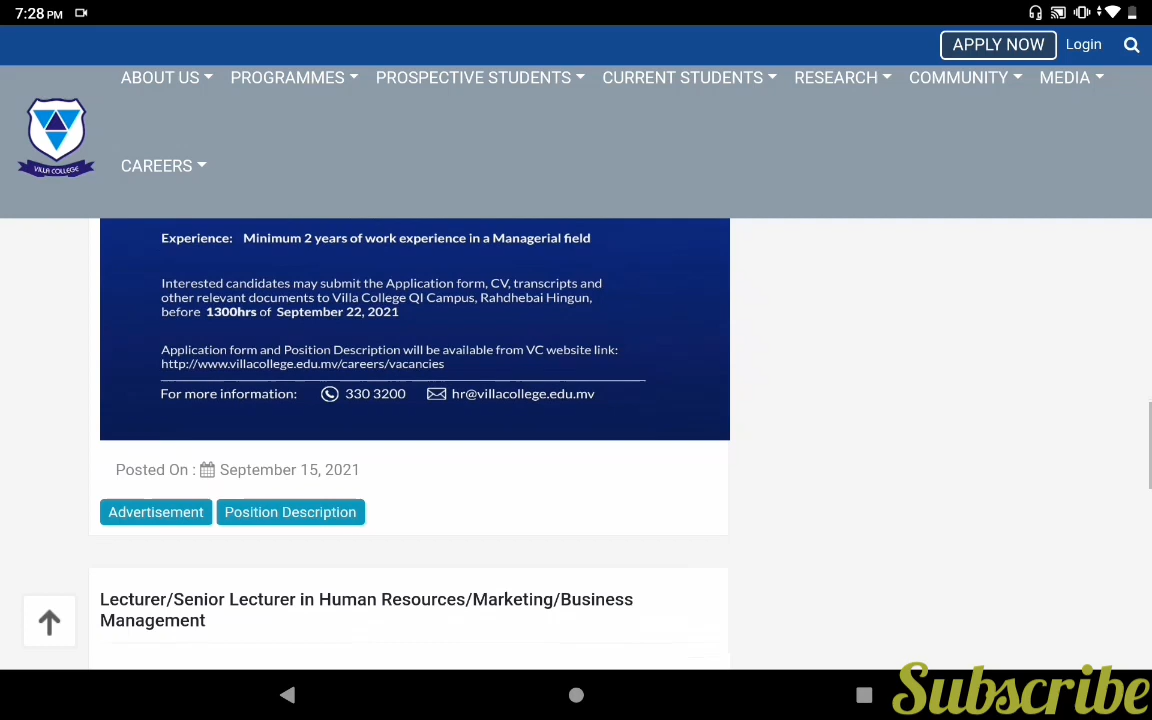 7:28 PM
APPLY NOW Login
ABOUT US PROGRAMMES PROSPECTIVE STUDENTS CURRENT STUDENTS RESEARCH COMMUNITY MEDIA
VILLA COLLEGE
CAREERS
Experience: Minimum 2 years of work experience in a Managerial field
Interested candidates may submit the Application form, CV, transcripts and
other relevant documents to Villa College QI Campus, Rahdhebai Hingun,
before 1300hrs of September 22, 2021
Application form and Position Description will be available from VC website link:
http://www.villacollege.edu.mv/careers/vacancies
For more information: 330 3200 hr@villacollege.edu.mv
Posted On : September 15, 2021
Advertisement Position Description
Lecturer/Senior Lecturer in Human Resources/Marketing/Business
Management
Subscribe